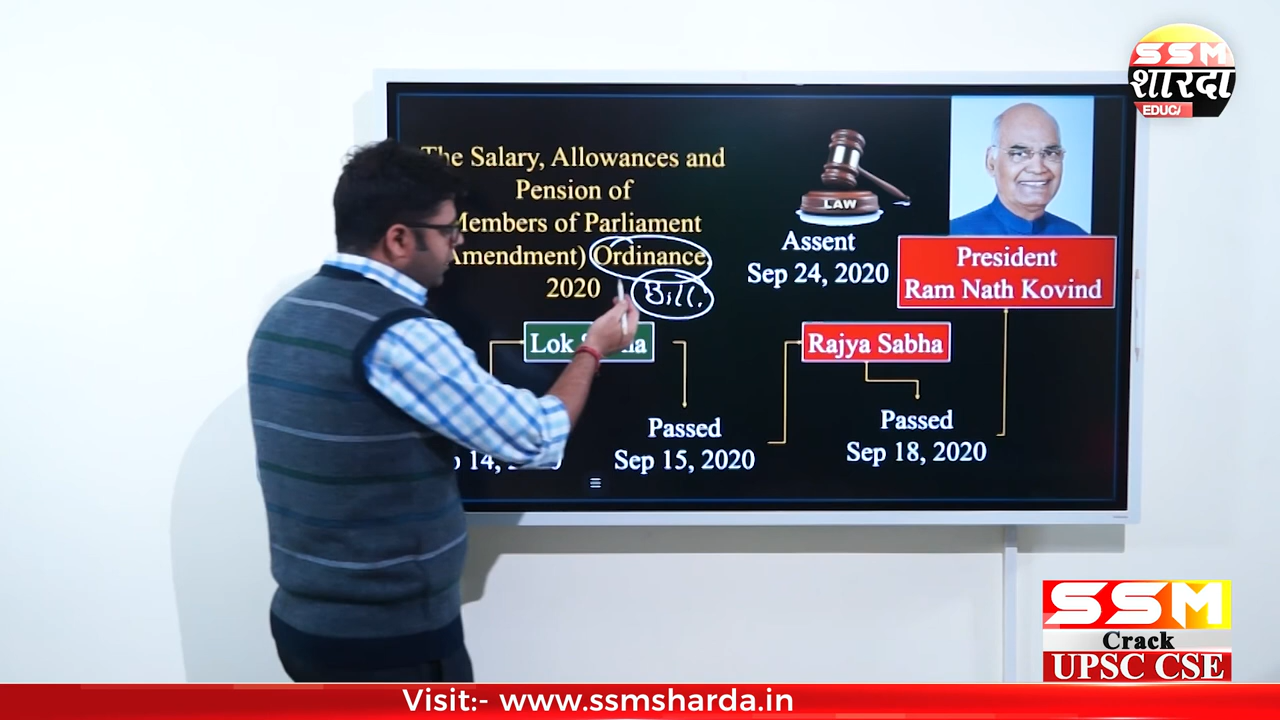 SSM
शारदा
The Salary, Allowances and
Pension of
Members of Parliament
Amendment) Ordinance,
2020
Bill.
LAW
Assent
Sep 24, 2020
President
Ram Nath Kovind
Lok
Rajya Sabha
14,
Passed
Sep 15, 2020
Passed
Sep 18, 2020
SSM
Crack
UPSC CSE
Visit:- www.ssmsharda.in